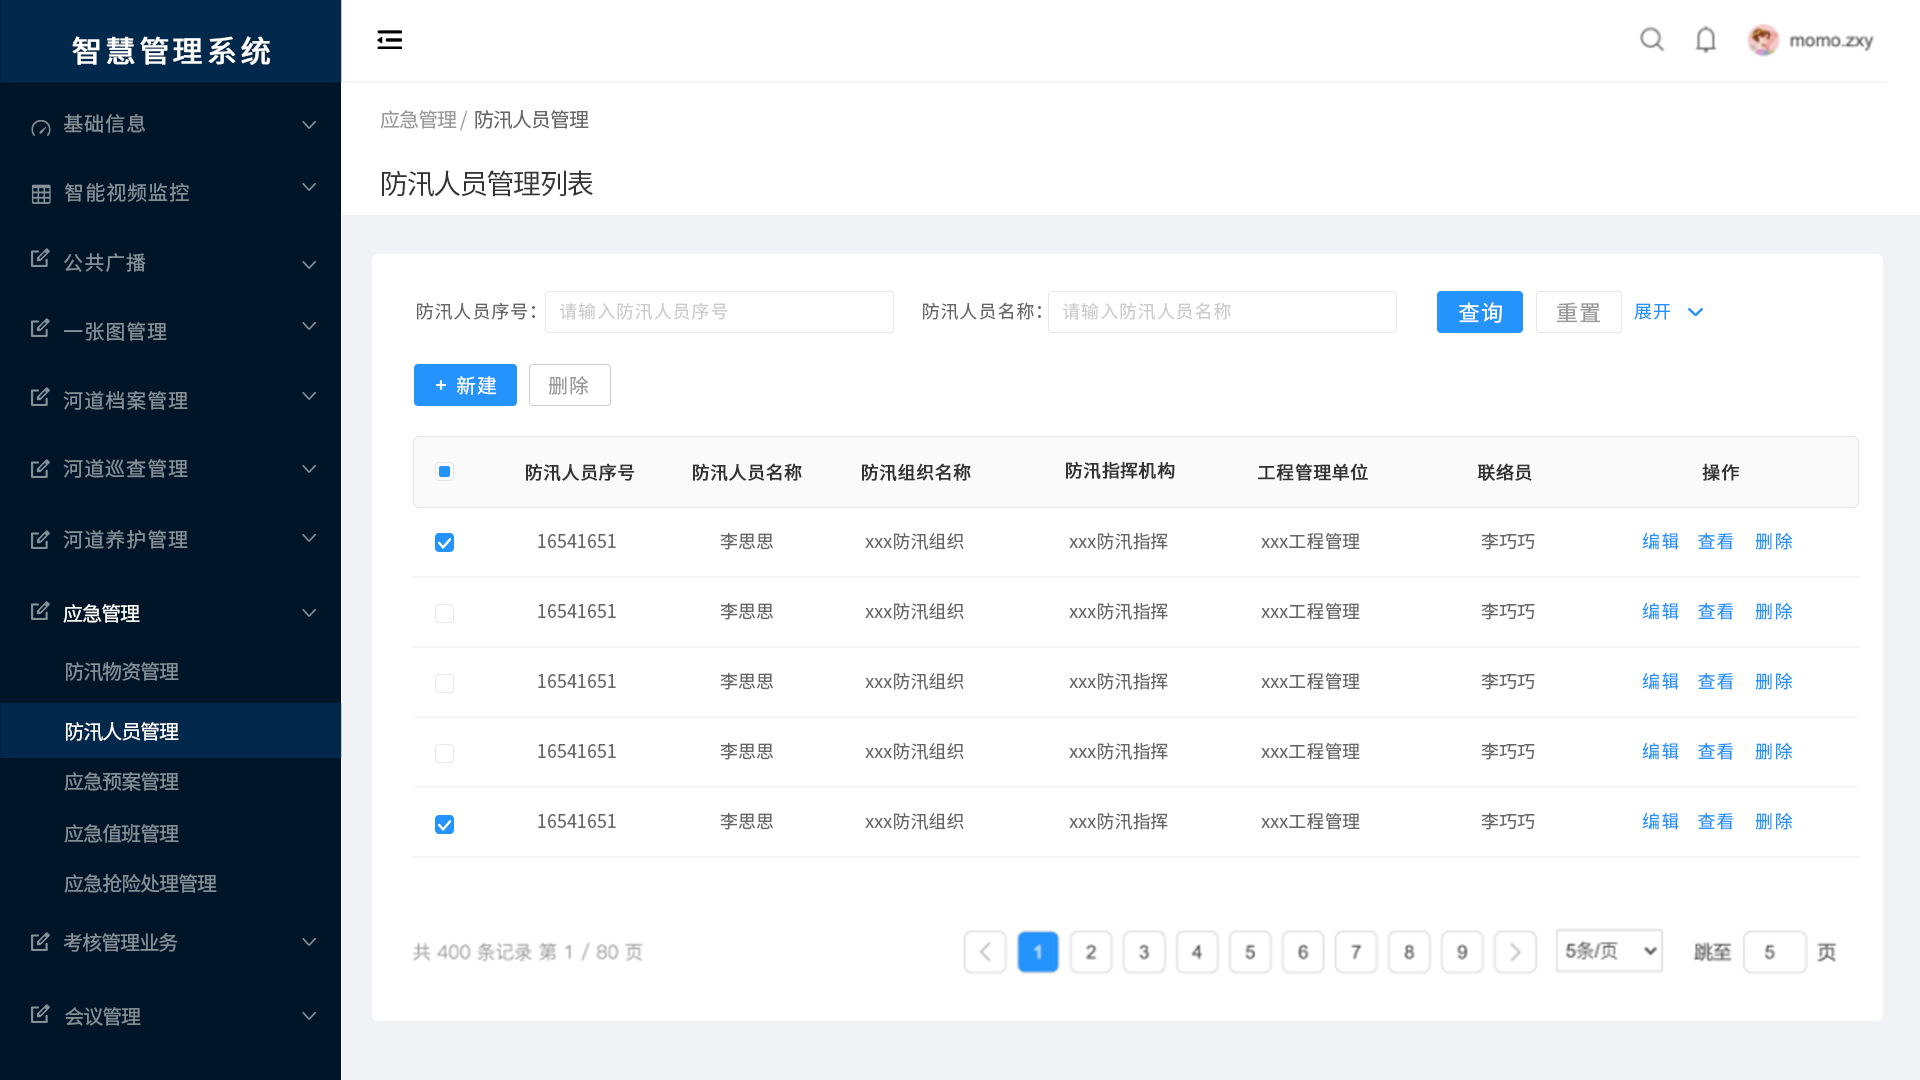 智慧管理系统
momo.zxy
基础信息
智能视频监控
公共广播
一张图管理
河道档案管理
河道巡查管理
河道养护管理
应急管理
防汛物资管理
防汛人员管理
应急预案管理
应急值班管理
应急抢险处理管理
考核管理业务
会议管理
应急管理/ 防汛人员管理
防汛人员管理列表
防汛人员序号: 请输入防汛人员序号 防汛人员名称: 请输入防汛人员名称 查询 重置 展开
+ 新建 删除
防汛人员序号 防汛人员名称 防汛组织名称 防汛指挥机构 工程管理单位 联络员 操作
16541651 李思思 xxx防汛组织 xxx防汛指挥 xxx工程管理 李巧巧 编辑 查看 删除
16541651 李思思 xxx防汛组织 xxx防汛指挥 xxx工程管理 李巧巧 编辑 查看 删除
16541651 李思思 xxx防汛组织 xxx防汛指挥 xxx工程管理 李巧巧 编辑 查看 删除
16541651 李思思 xxx防汛组织 xxx防汛指挥 xxx工程管理 李巧巧 编辑 查看 删除
16541651 李思思 xxx防汛组织 xxx防汛指挥 xxx工程管理 李巧巧 编辑 查看 删除
共 400 条记录 第 1 / 80 页 1 2 3 4 5 6 7 8 9 5条/页 跳至 5 页